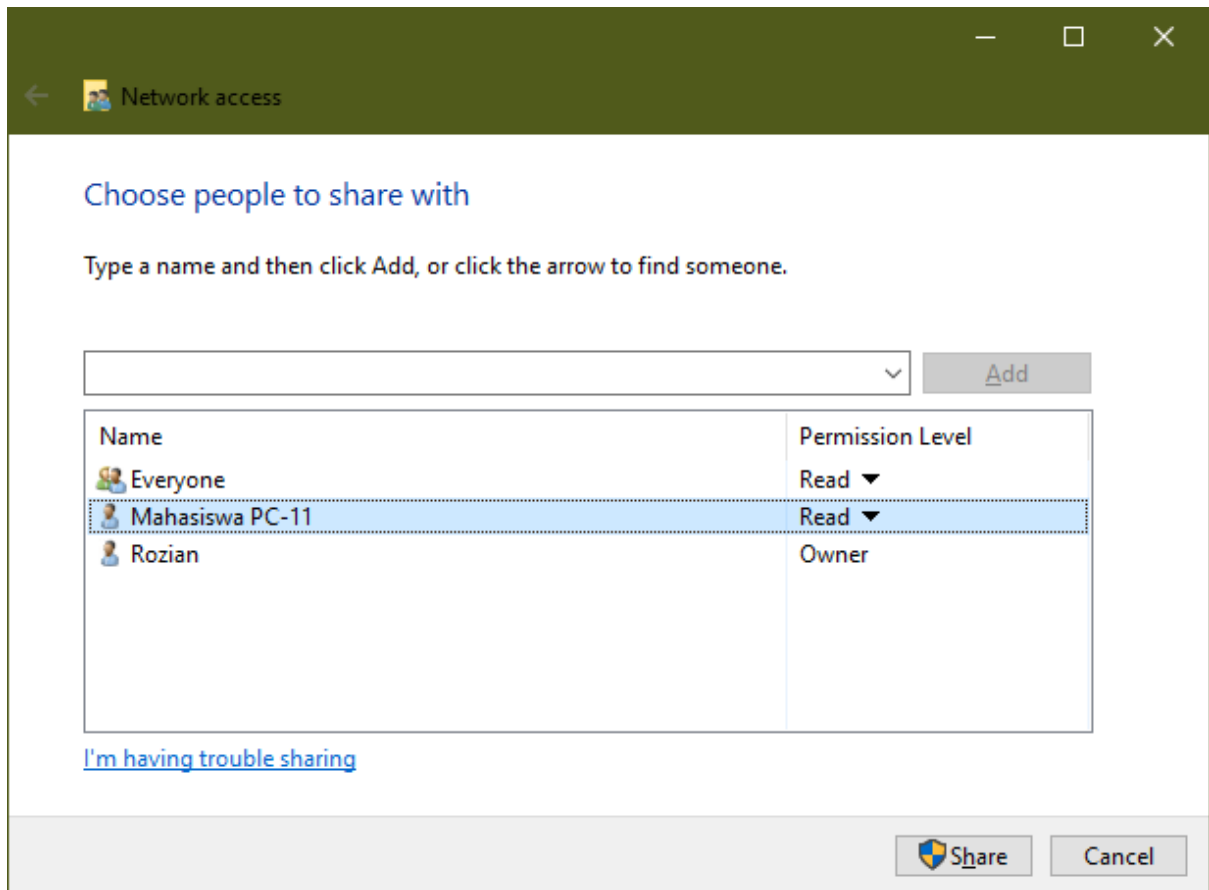 Network access
Choose people to share with
Type a name and then click Add, or click the arrow to find someone.
Add
Name Permission Level
Everyone Read
Mahasiswa PC-11 Read
Rozian Owner
I'm having trouble sharing
Share Cancel